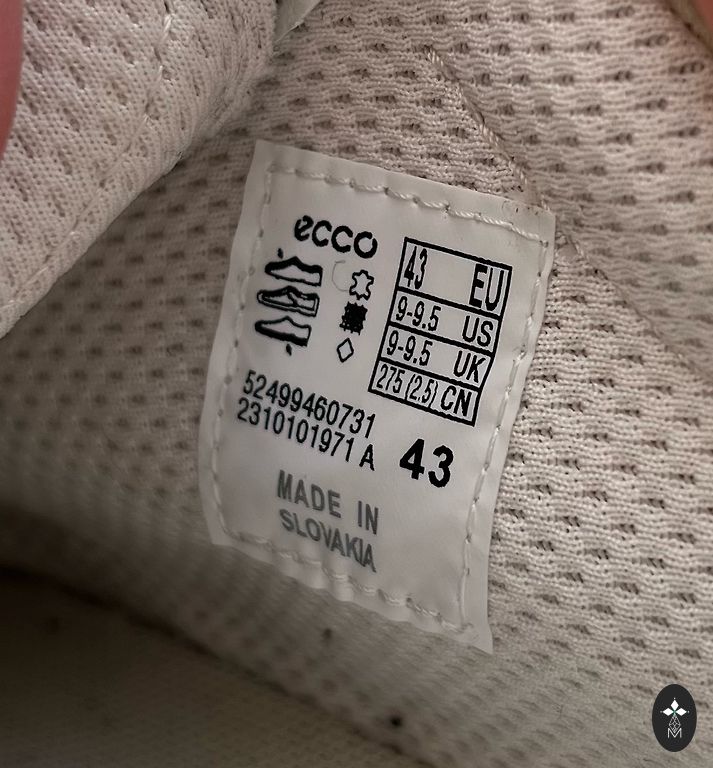 ecco
43 EU
9-9.5 US
9-9.5 UK
275 (2.5) CN
52499460731
2310101971 A
43
MADE IN
SLOVAKIA
M